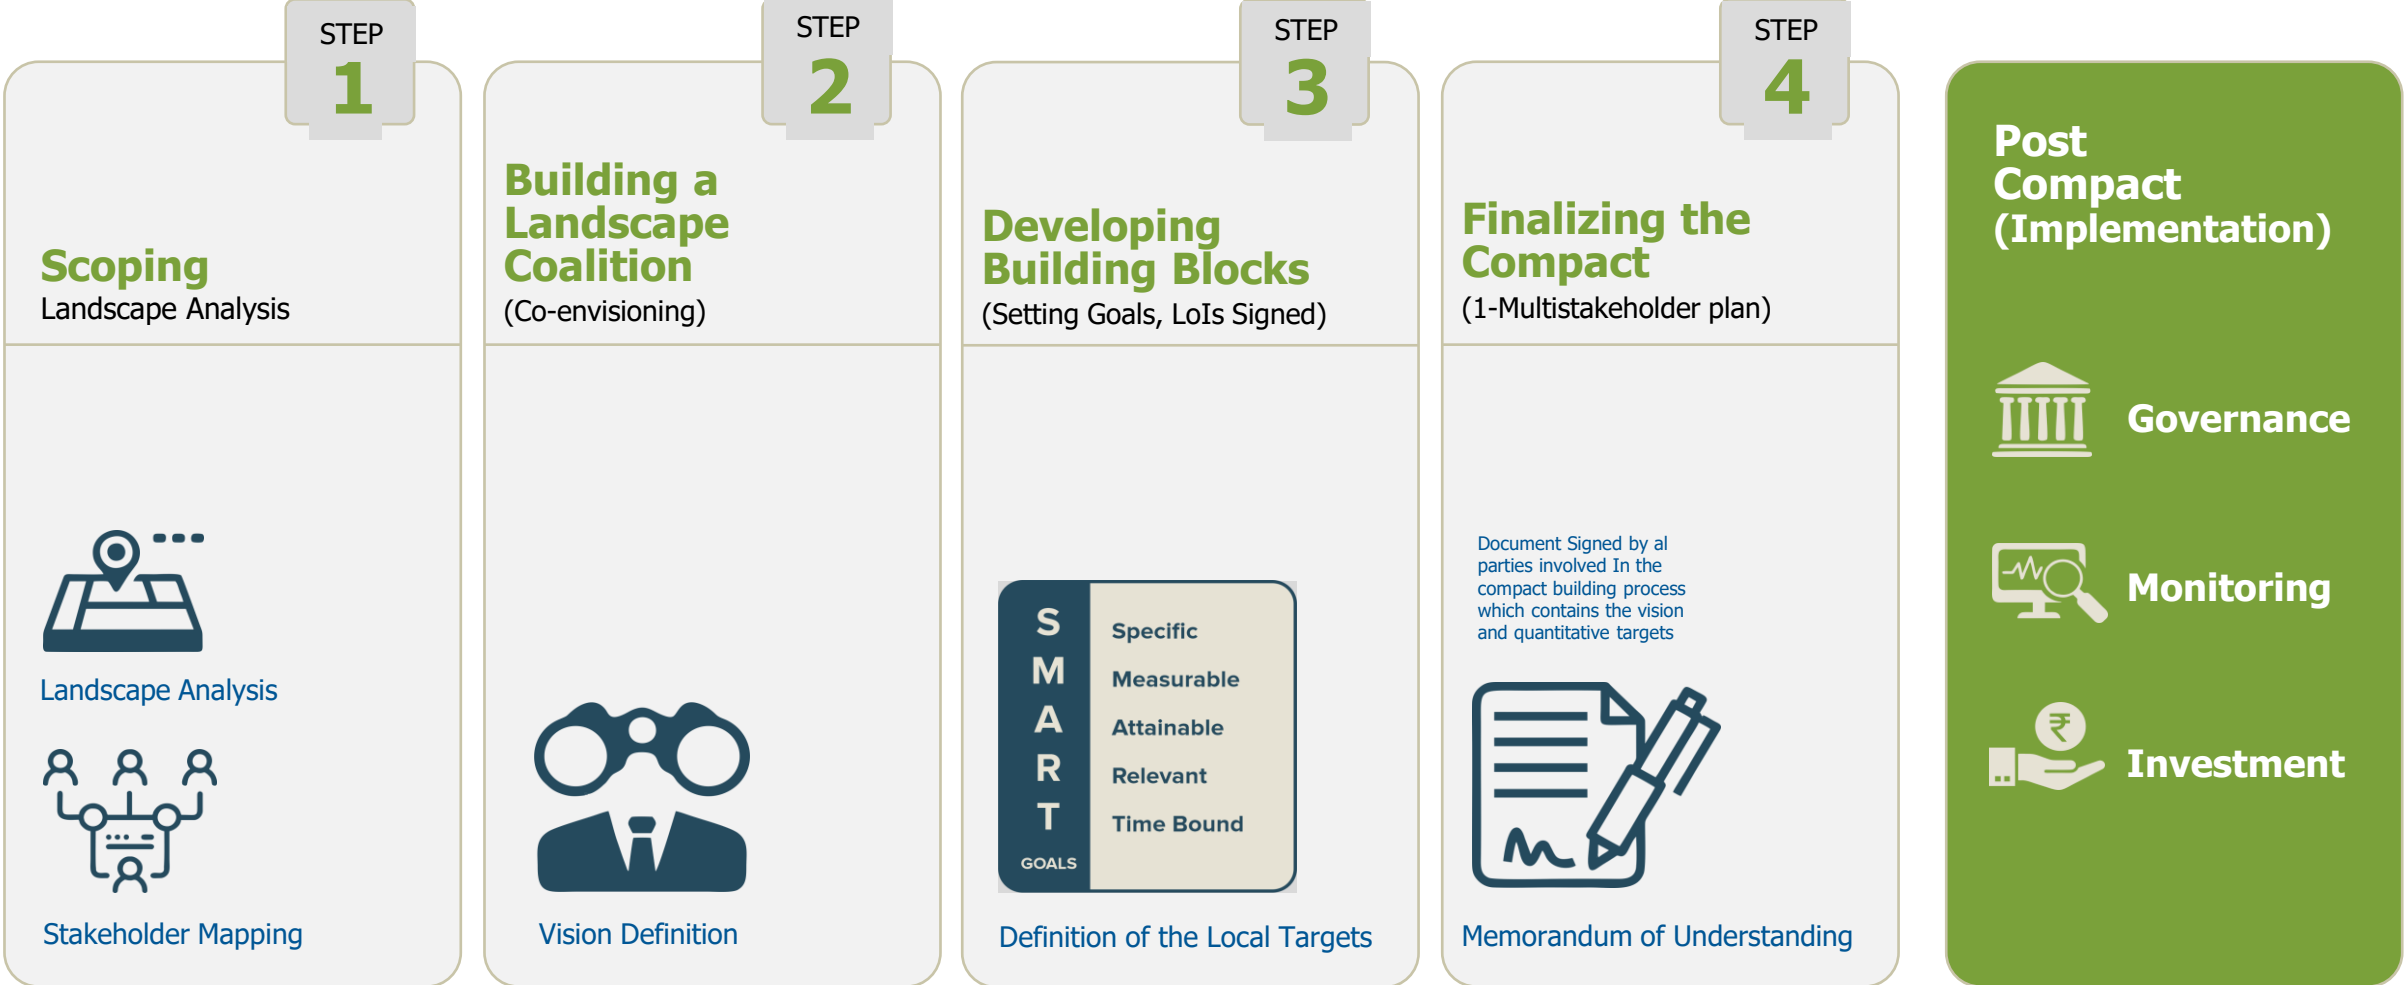 STEP
1
Scoping
Landscape Analysis
Landscape Analysis
Stakeholder Mapping
STEP
2
Building a
Landscape
Coalition
(Co-envisioning)
Vision Definition
STEP
3
Developing
Building Blocks
(Setting Goals, LoIs Signed)
S
M
A
R
T
GOALS
Specific
Measurable
Attainable
Relevant
Time Bound
Definition of the Local Targets
STEP
4
Finalizing the
Compact
(1-Multistakeholder plan)
Document Signed by al
parties involved In the
compact building process
which contains the vision
and quantitative targets
Memorandum of Understanding
Post
Compact
(Implementation)
Governance
Monitoring
₹
Investment